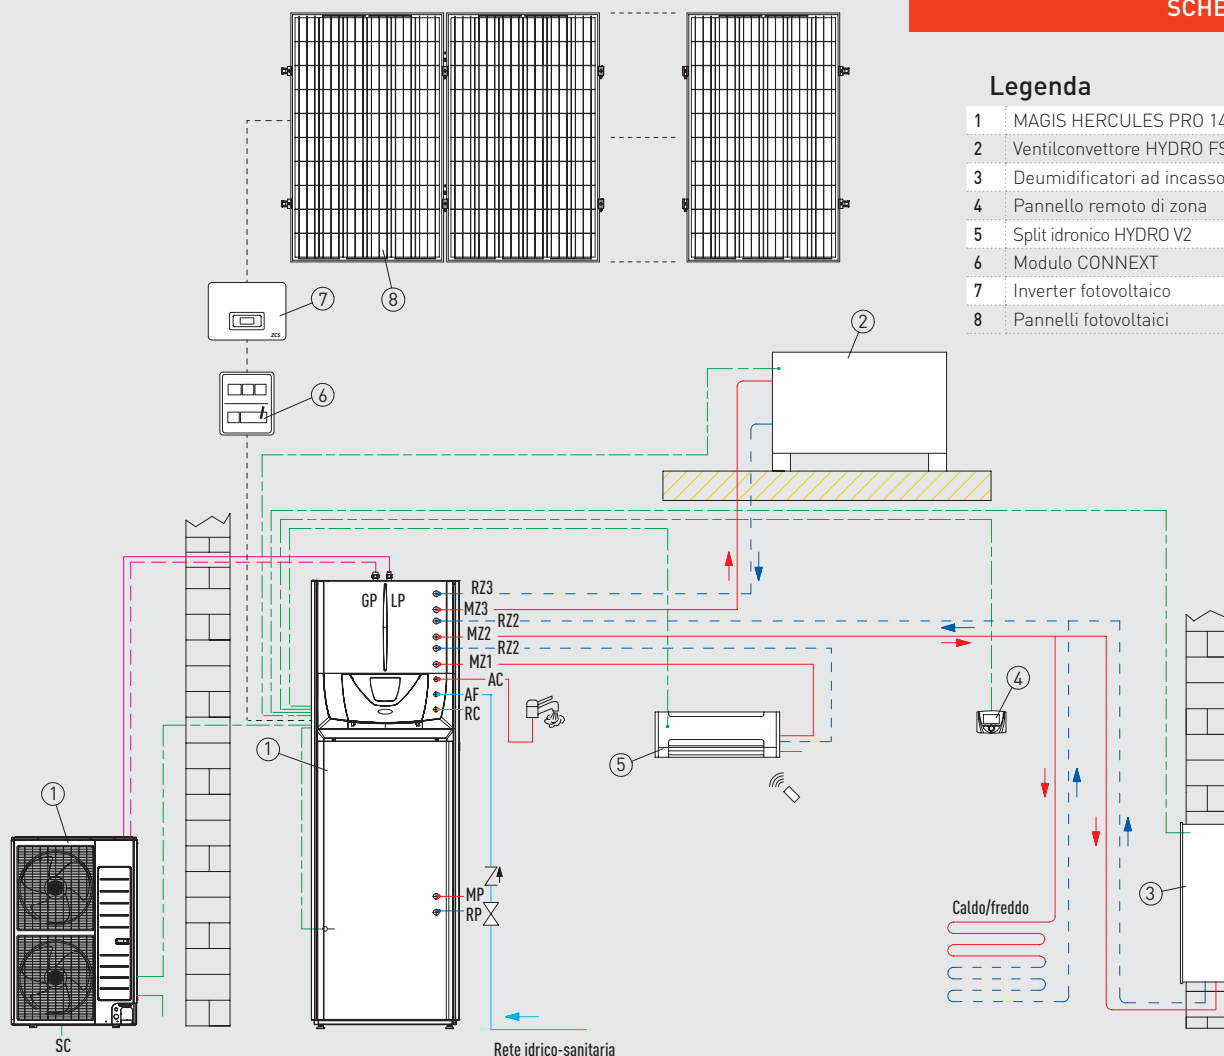 SCHE
Legenda
1 MAGIS HERCULES PRO 14
2 Ventilconvettore HYDRO FS
3 Deumidificatori ad incasso
4 Pannello remoto di zona
5 Split idronico HYDRO V2
6 Modulo CONNEXT
7 Inverter fotovoltaico
8 Pannelli fotovoltaici
7
8
ZCS
2
6
GP LP
RZ3
MZ3
RZ2
MZ2
RZ2
MZ1
AC
AF
RC
4
1
5
1
MP
RP
Caldo/freddo
3
SC
Rete idrico-sanitaria